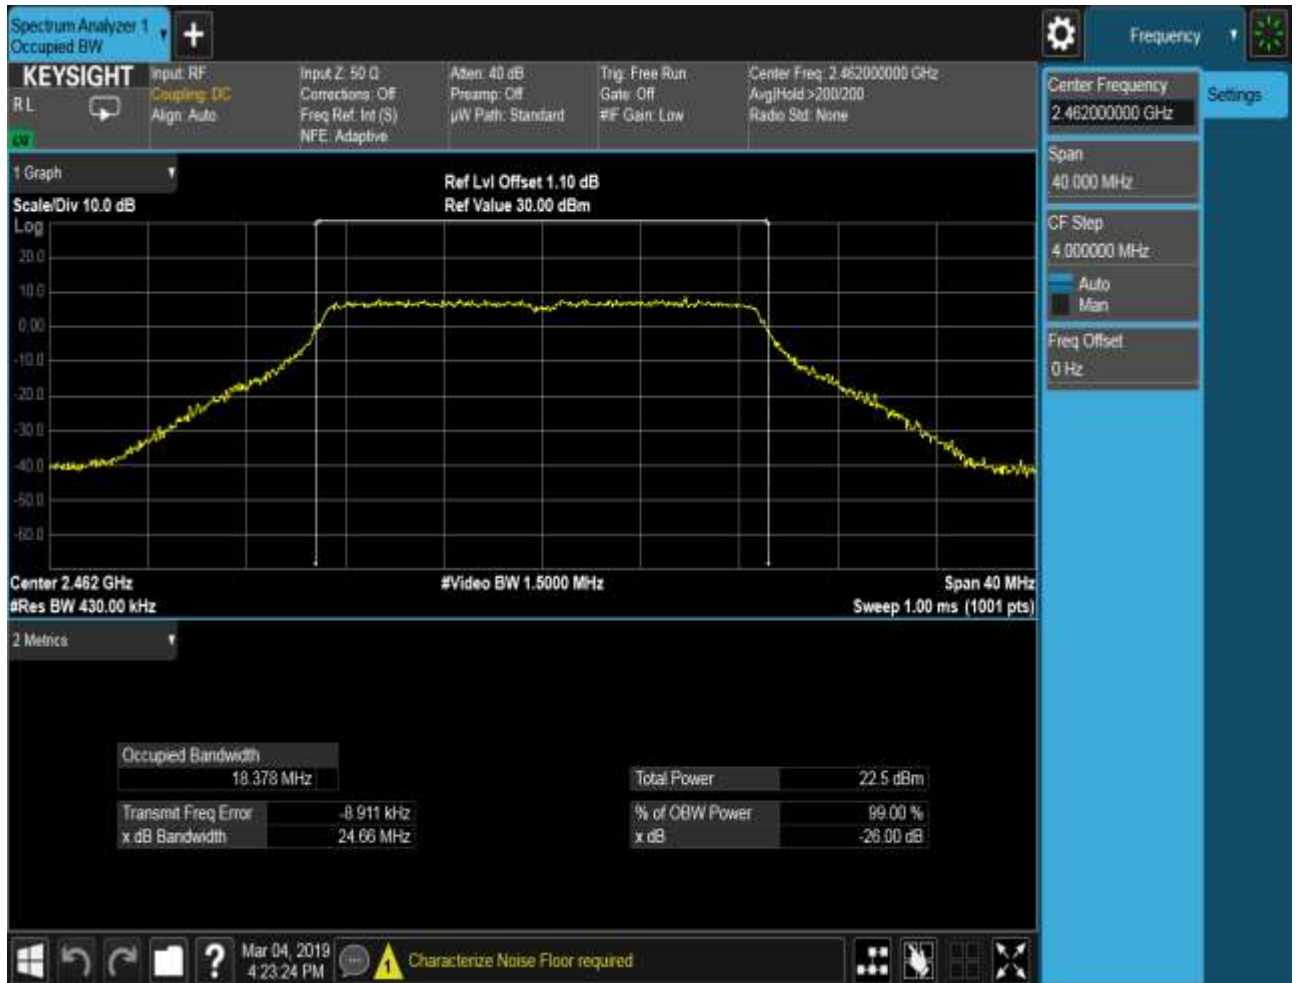 Spectrum Analyzer 1
Occupied BW
Frequency
KEYSIGHT
R L
Input: RF
Coupling: DC
Align: Auto
Input Z: 50 Ω
Corrections: Off
Freq Ref: Int (S)
NFE: Adaptive
Atten: 40 dB
Preamp: Off
µW Path: Standard
Trig: Free Run
Gate: Off
#IF Gain: Low
Center Freq: 2.462000000 GHz
Avg|Hold:>200/200
Radio Std: None
Center Frequency
2.462000000 GHz
Settings
Span
40.000 MHz
CF Step
4.000000 MHz
Auto
Man
Freq Offset
0 Hz
1 Graph
Scale/Div 10.0 dB
Ref Lvl Offset 1.10 dB
Ref Value 30.00 dBm
Log
20.0
10.0
0.00
-10.0
-20.0
-30.0
-40.0
-50.0
-60.0
Center 2.462 GHz
#Video BW 1.5000 MHz
Span 40 MHz
#Res BW 430.00 kHz
Sweep 1.00 ms (1001 pts)
2 Metrics
Occupied Bandwidth
18.378 MHz
Total Power 22.5 dBm
Transmit Freq Error -8.911 kHz
% of OBW Power 99.00 %
x dB Bandwidth 24.66 MHz
x dB -26.00 dB
Mar 04, 2019
4:23:24 PM
Characterize Noise Floor required